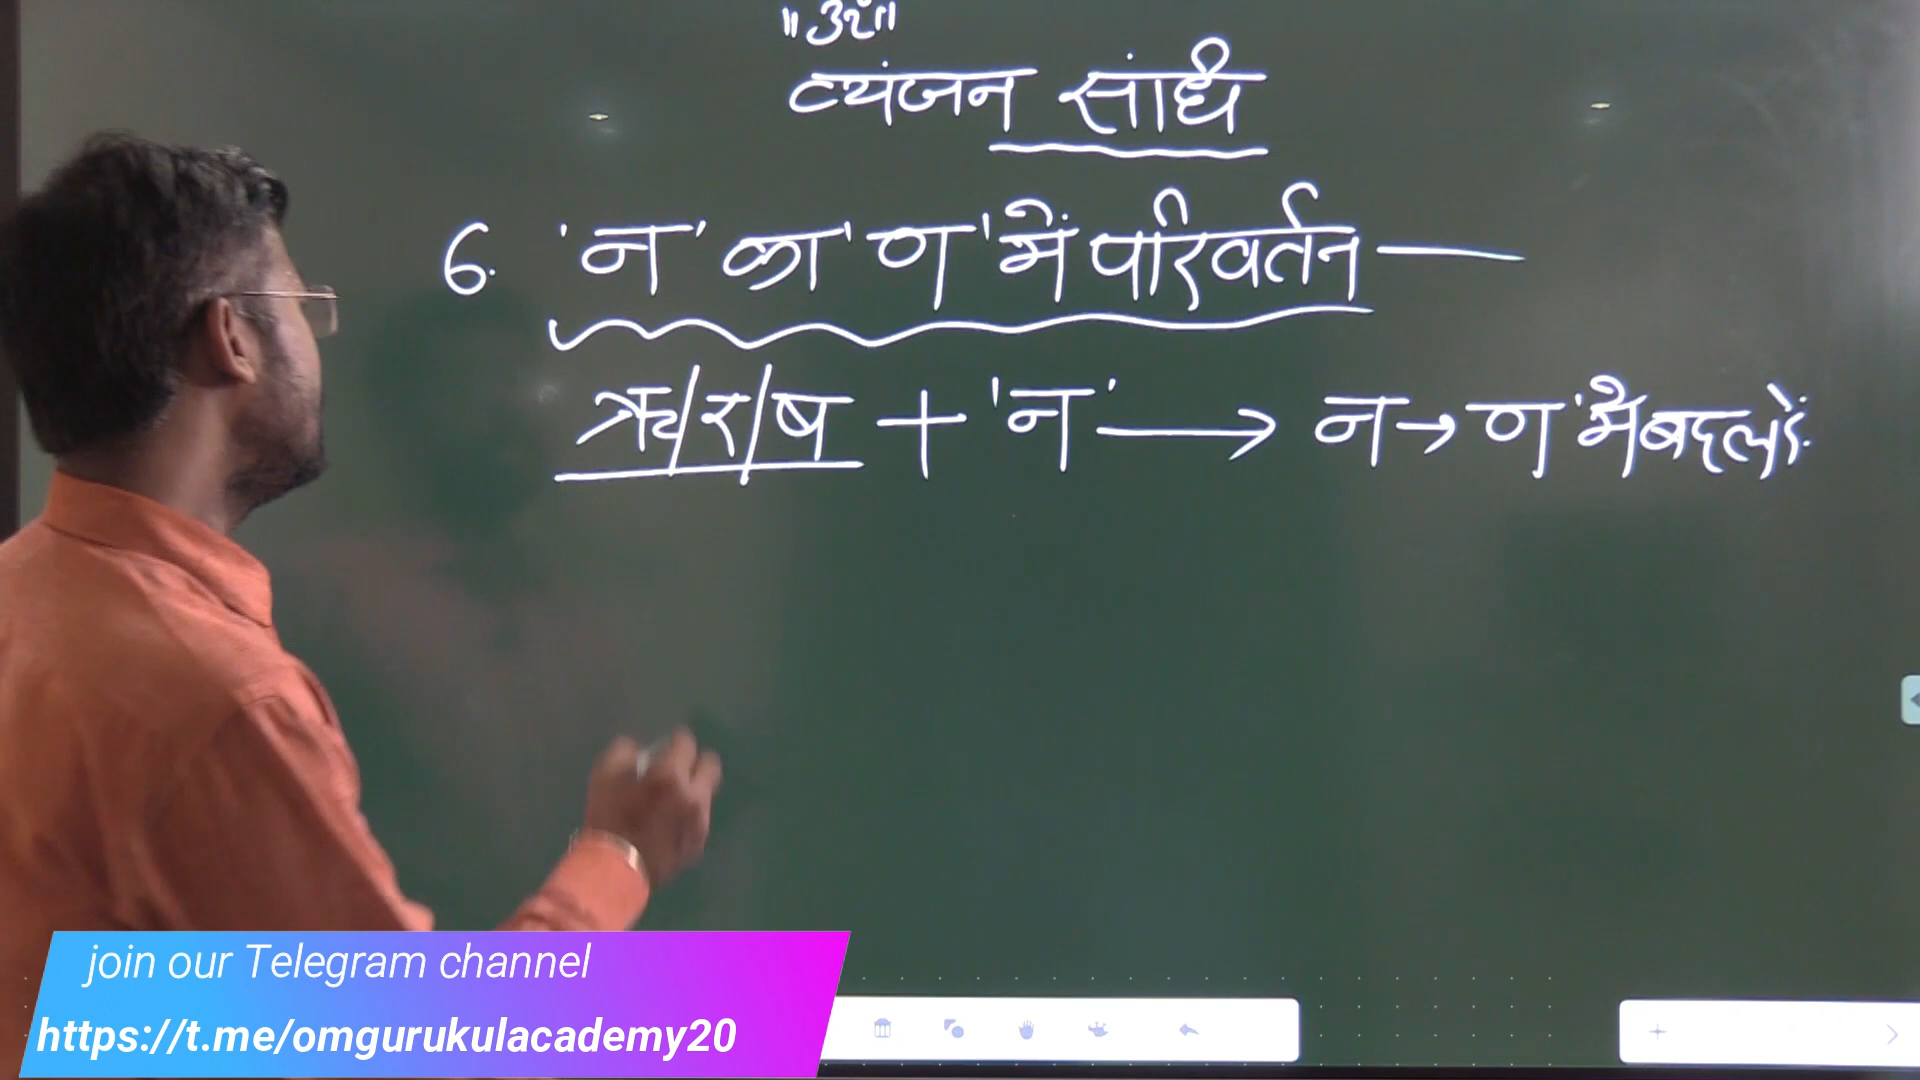 ॥ॐ॥
व्यंजन संधि
6. 'न' का 'ण' में परिवर्तन —
ऋ/र/ष + 'न' → न → ण' में बदलें.
join our Telegram channel
https://t.me/omgurukulacademy20